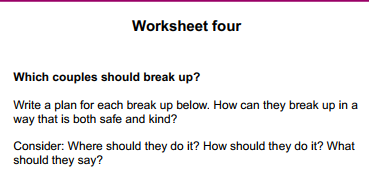 Worksheet four
Which couples should break up?
Write a plan for each break up below. How can they break up in a
way that is both safe and kind?
Consider: Where should they do it? How should they do it? What
should they say?